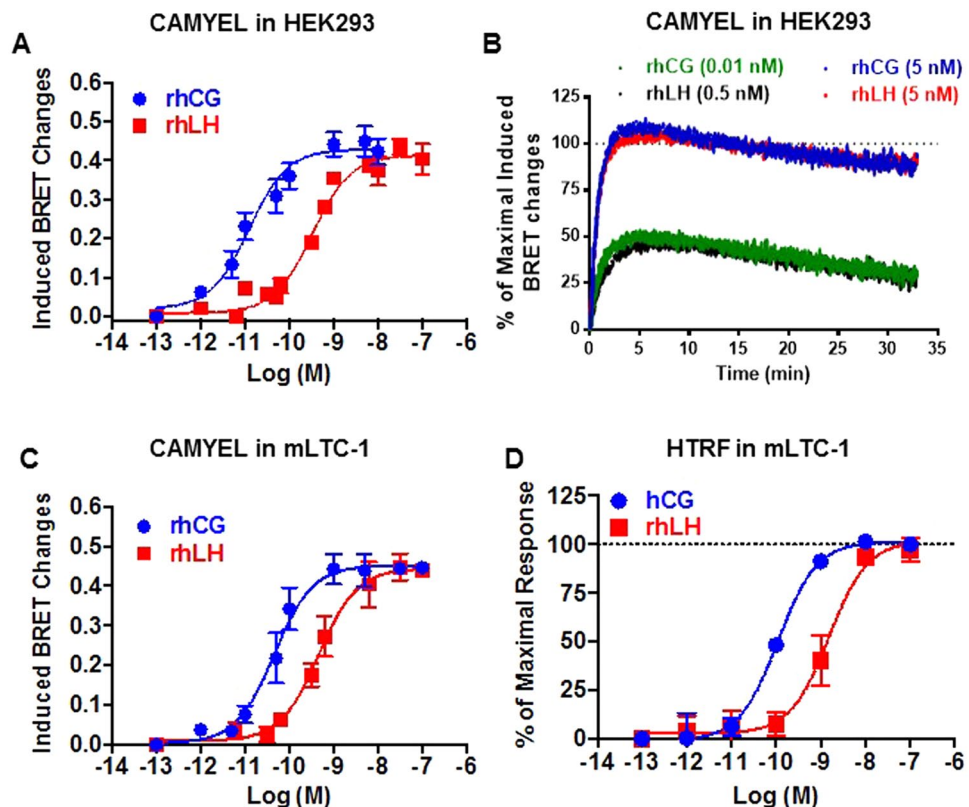 CAMYEL in HEK293
A
Induced BRET Changes
0.6
0.5
0.4
0.3
0.2
0.1
0.0
rhCG
rhLH
-14 -13 -12 -11 -10 -9 -8 -7 -6
Log (M)
CAMYEL in HEK293
B
rhCG (0.01 nM) rhCG (5 nM)
rhLH (0.5 nM) rhLH (5 nM)
% of Maximal Induced
BRET changes
125
100
75
50
25
0
0 5 10 15 20 25 30 35
Time (min)
CAMYEL in mLTC-1
C
Induced BRET Changes
0.6
0.5
0.4
0.3
0.2
0.1
0.0
rhCG
rhLH
-14 -13 -12 -11 -10 -9 -8 -7 -6
Log (M)
HTRF in mLTC-1
D
% of Maximal Response
125
100
75
50
25
0
hCG
rhLH
-14 -13 -12 -11 -10 -9 -8 -7 -6
Log (M)